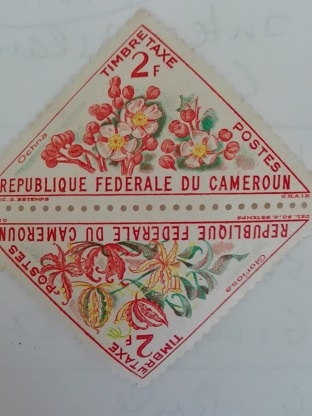 TIMBRE TAXE
2F
Ochna
POSTES
REPUBLIQUE FEDERALE DU CAMEROUN
REPUBLIQUE FEDERALE DU CAMEROUN
POSTES
Gloriosa
2F
TIMBRE TAXE